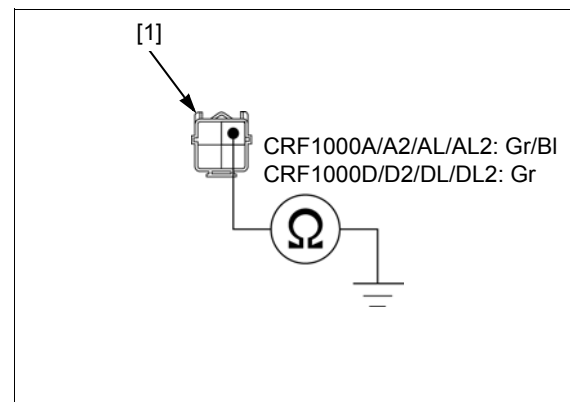 [1]
CRF1000A/A2/AL/AL2: Gr/Bl
CRF1000D/D2/DL/DL2: Gr
Ω